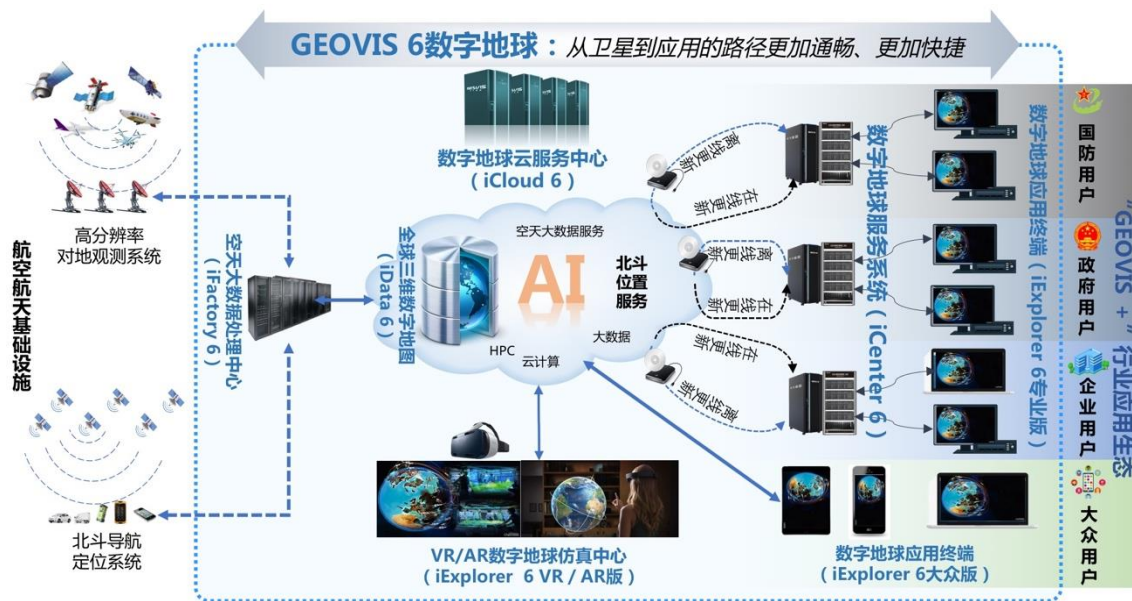 GEOVIS 6数字地球：从卫星到应用的路径更加通畅、更加快捷
航空航天基础设施
高分辨率
对地观测系统
北斗导航
定位系统
空天大数据处理中心
（iFactory 6）
数字地球云服务中心
（iCloud 6）
全球三维数字地图
（iData 6）
空天大数据服务
AI
北斗
位置
服务
大数据
HPC
云计算
离线更新
在线更新
离线更新
在线更新
在线更新
离线更新
数字地球服务系统（iCenter 6）
数字地球应用终端（iExplorer 6专业版）
国防用户
政府用户
企业用户
大众用户
“GEOVIS + ”行业应用生态
VR/AR数字地球仿真中心
（iExplorer 6 VR / AR版）
数字地球应用终端
（iExplorer 6大众版）